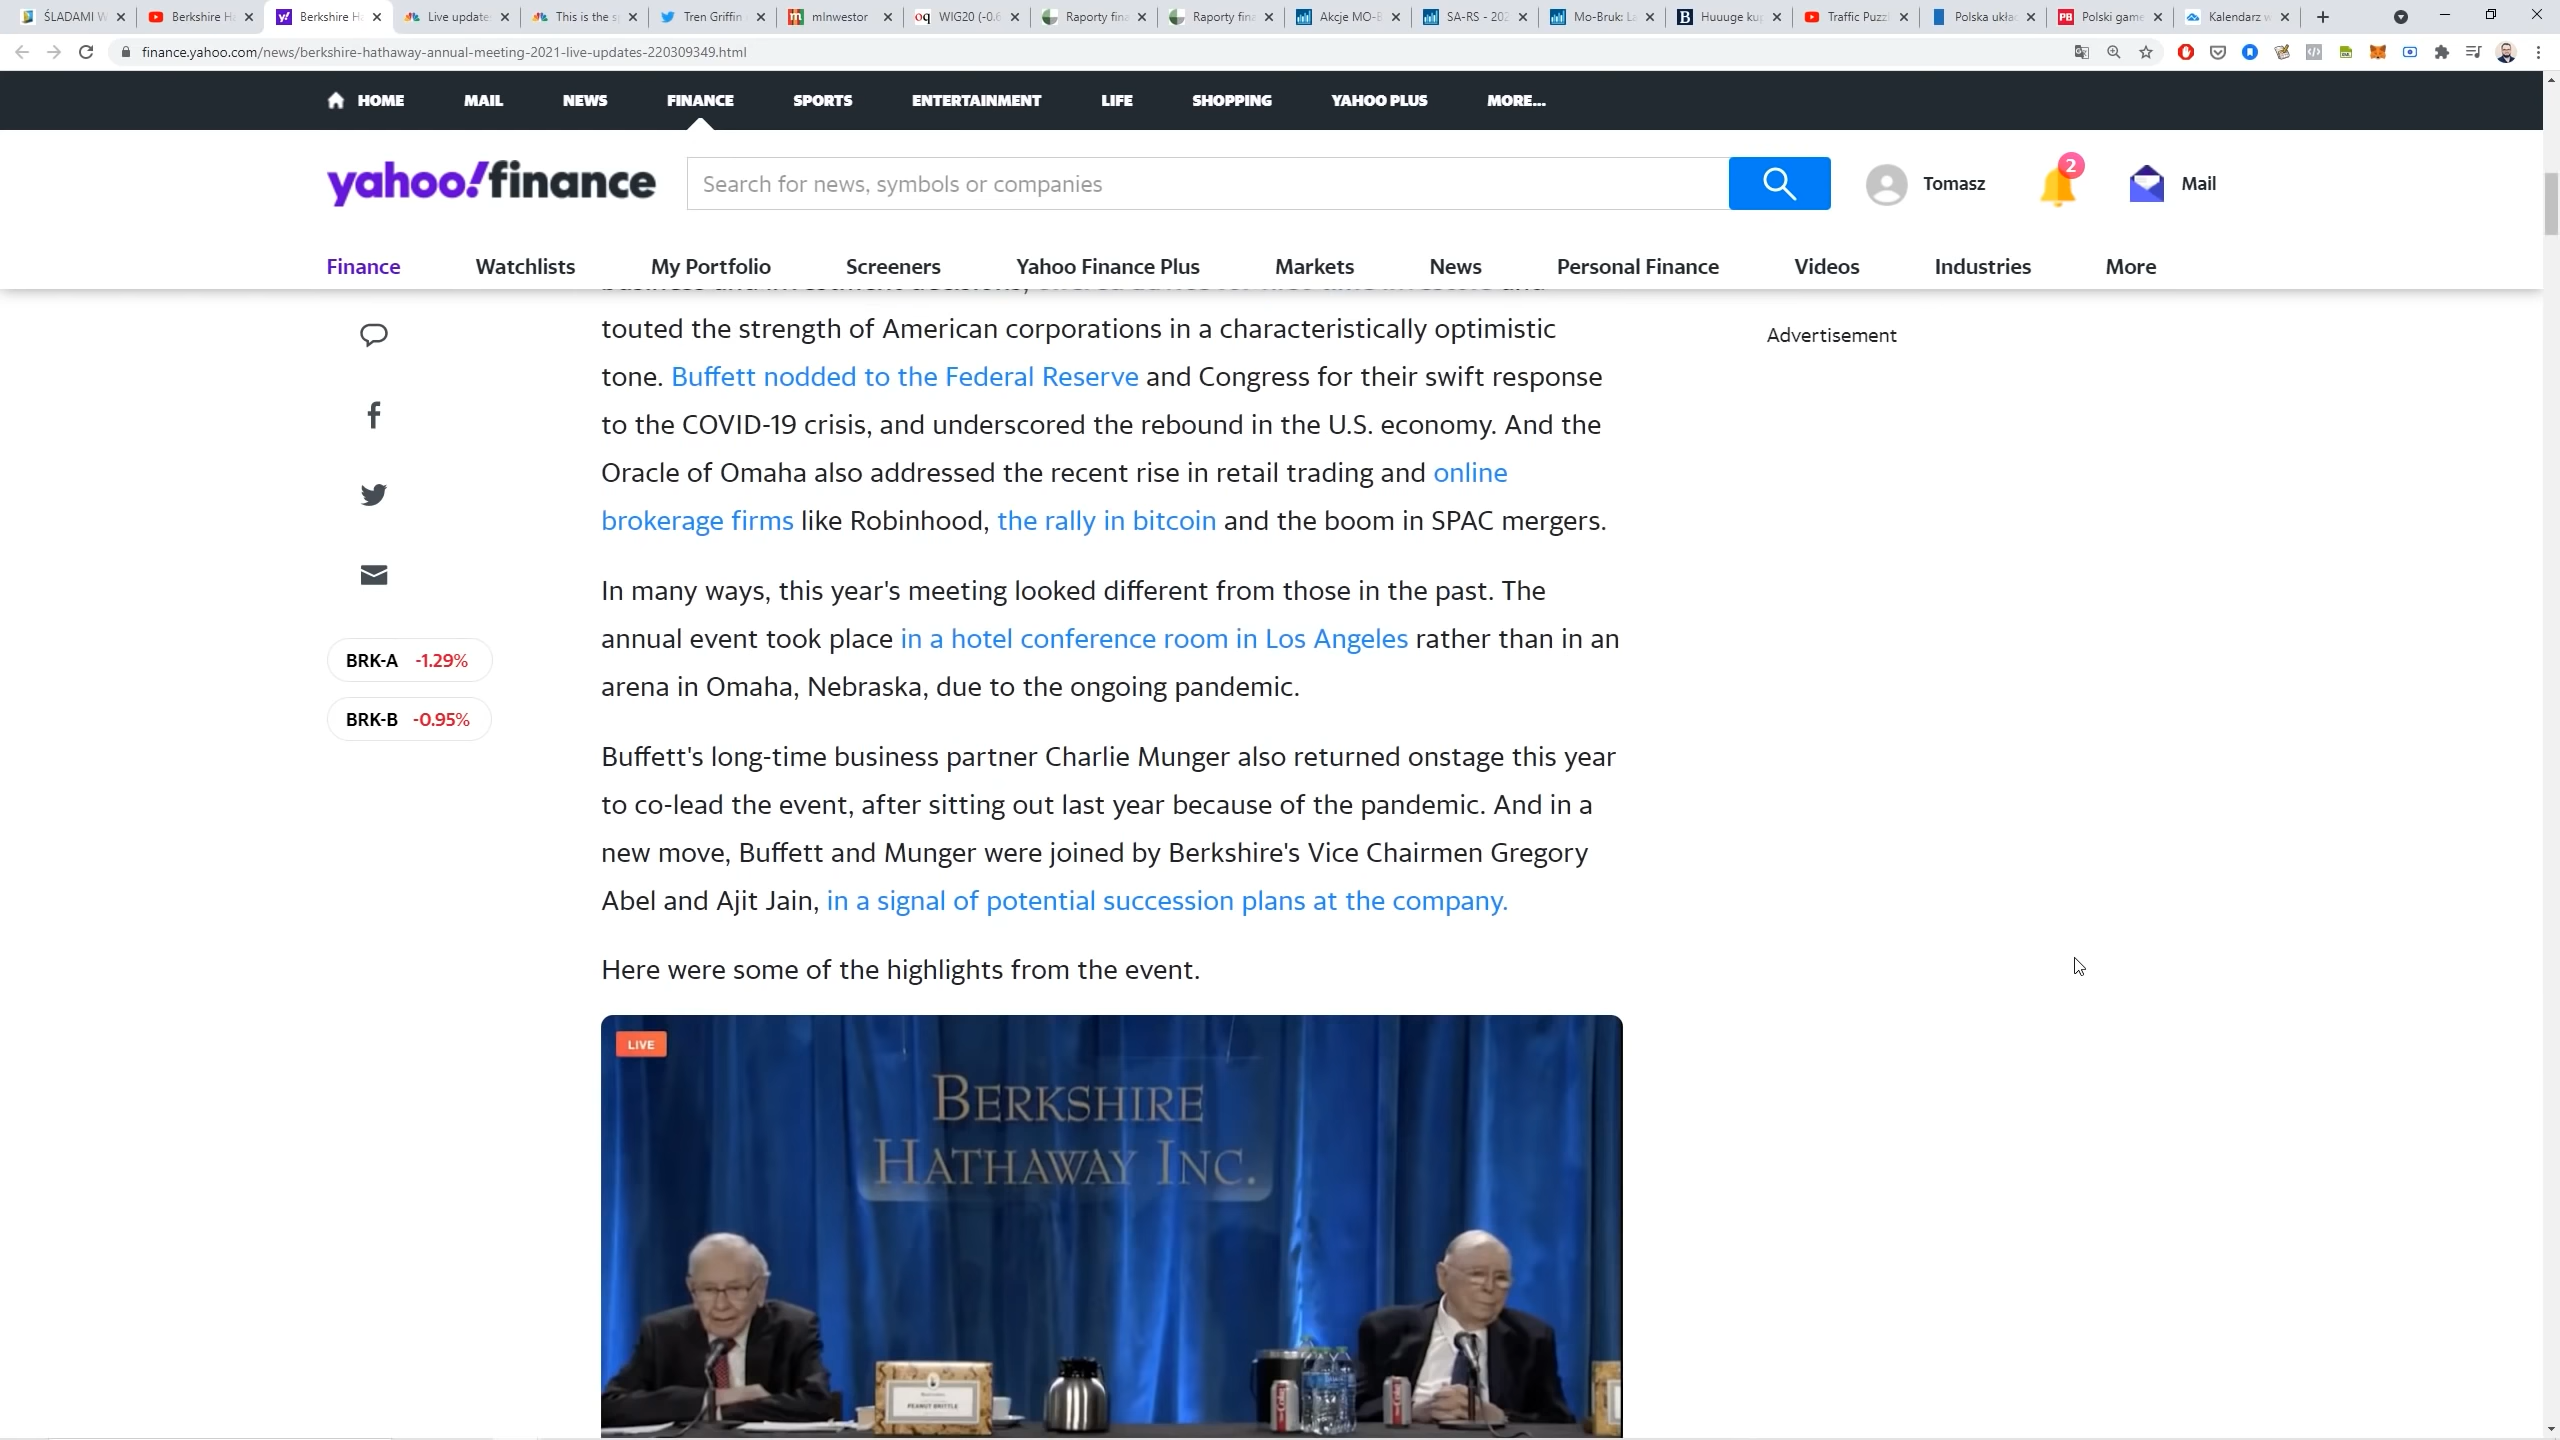 ŚLADAMI W
Berkshire H
Berkshire H
Live update
This is the s
Tren Griffin
mInwestor
WIG20 (-0.6
Raporty fina
Raporty fina
Akcje MO-B
SA-RS - 202
Mo-Bruk: La
Huuuge ku
Traffic Puzz
Polska ukła
Polski game
Kalendarz w
finance.yahoo.com/news/berkshire-hathaway-annual-meeting-2021-live-updates-220309349.html
HOME MAIL NEWS FINANCE SPORTS ENTERTAINMENT LIFE SHOPPING YAHOO PLUS MORE...
yahoo!finance
Search for news, symbols or companies
Tomasz
2
Mail
Finance Watchlists My Portfolio Screeners Yahoo Finance Plus Markets News Personal Finance Videos Industries More
touted the strength of American corporations in a characteristically optimistic
tone. Buffett nodded to the Federal Reserve and Congress for their swift response
to the COVID-19 crisis, and underscored the rebound in the U.S. economy. And the
Oracle of Omaha also addressed the recent rise in retail trading and online
brokerage firms like Robinhood, the rally in bitcoin and the boom in SPAC mergers.
In many ways, this year's meeting looked different from those in the past. The
annual event took place in a hotel conference room in Los Angeles rather than in an
arena in Omaha, Nebraska, due to the ongoing pandemic.
Buffett's long-time business partner Charlie Munger also returned onstage this year
to co-lead the event, after sitting out last year because of the pandemic. And in a
new move, Buffett and Munger were joined by Berkshire's Vice Chairmen Gregory
Abel and Ajit Jain, in a signal of potential succession plans at the company.
Here were some of the highlights from the event.
Advertisement
BRK-A -1.29%
BRK-B -0.95%
LIVE
BERKSHIRE
HATHAWAY INC.
PEANUT BRITTLE